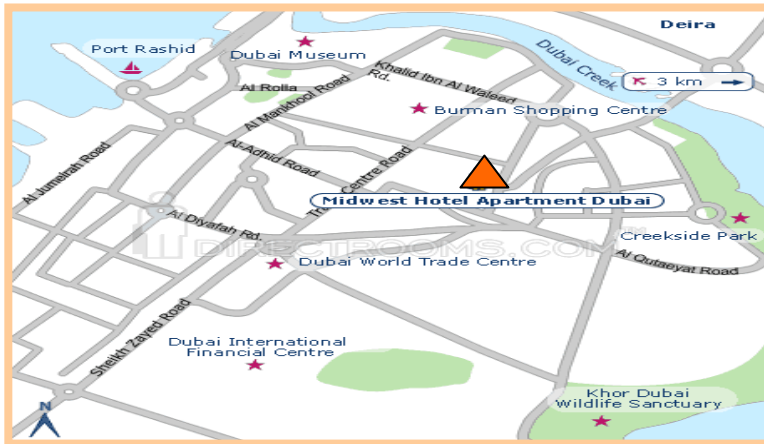 Deira
Port Rashid
Dubai Museum
Dubai Creek
Khalid Ibn Al Waleed
Rd.
3 km
Al Rolla
Al Mankhool Road
Burman Shopping Centre
Al-Adhid Road
Al Jumeirah Road
Trade Centre Road
Midwest Hotel Apartment Dubai
Al Diyafah Rd.
DIRECTROOMS.COM
Creekside Park
Dubai World Trade Centre
Al Qutaeyat Road
Sheikh Zayed Road
Dubai International
Financial Centre
Khor Dubai
Wildlife Sanctuary
N